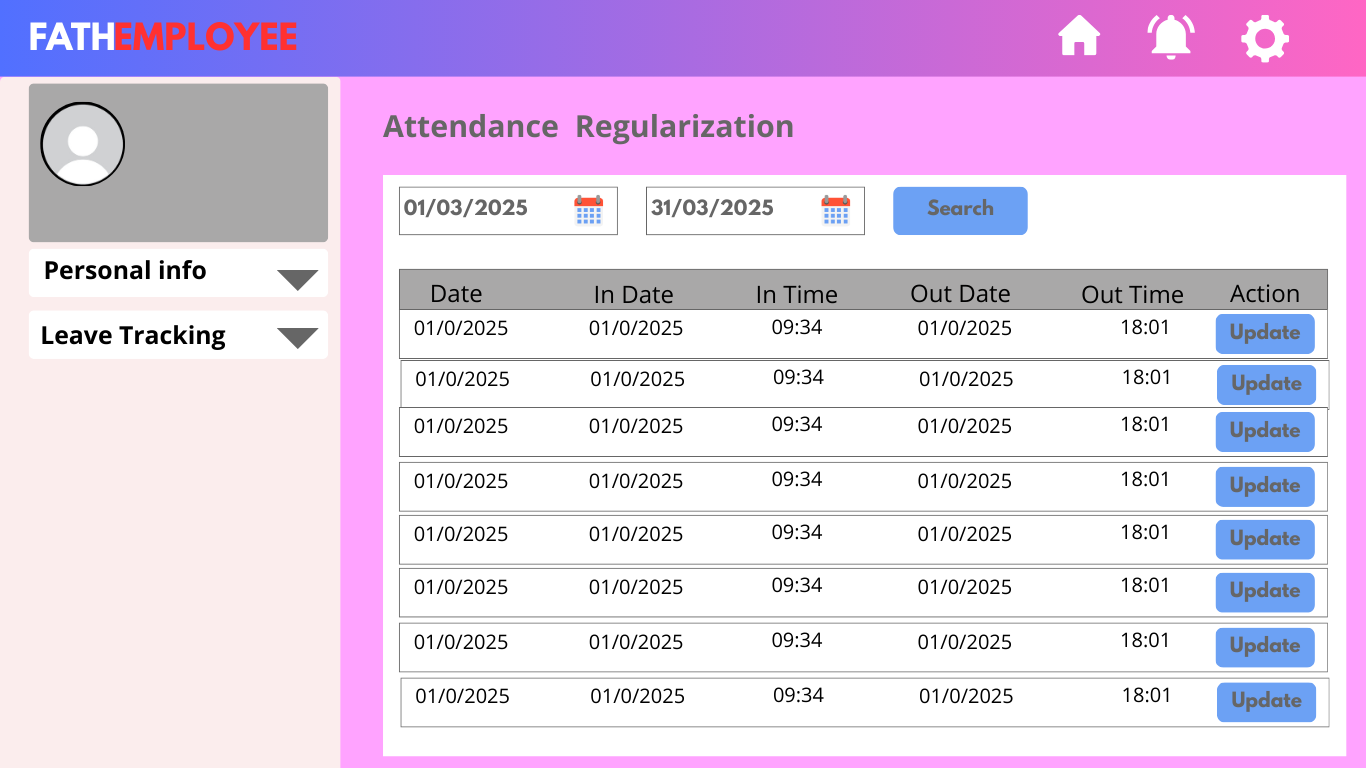 FATHEMPLOYEE
Attendance Regularization
01/03/2025 31/03/2025 Search
Personal info
Leave Tracking
Date In Date In Time Out Date Out Time Action
01/0/2025 01/0/2025 09:34 01/0/2025 18:01 Update
01/0/2025 01/0/2025 09:34 01/0/2025 18:01 Update
01/0/2025 01/0/2025 09:34 01/0/2025 18:01 Update
01/0/2025 01/0/2025 09:34 01/0/2025 18:01 Update
01/0/2025 01/0/2025 09:34 01/0/2025 18:01 Update
01/0/2025 01/0/2025 09:34 01/0/2025 18:01 Update
01/0/2025 01/0/2025 09:34 01/0/2025 18:01 Update
01/0/2025 01/0/2025 09:34 01/0/2025 18:01 Update